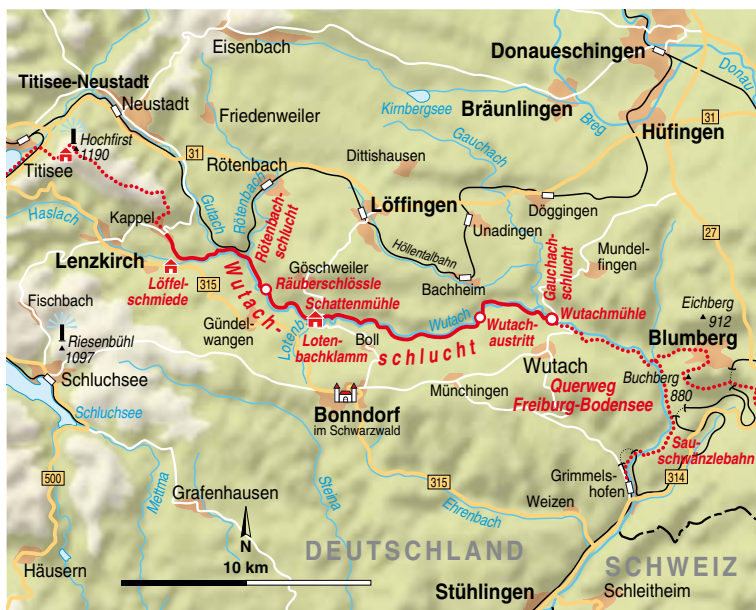 Eisenbach
Donaueschingen
Donau
Titisee-Neustadt
Neustadt
Kirnbergsee
Bräunlingen
Breg
Friedenweiler
Gauchach
31
Hüfingen
Hochfirst
1190
31
Dittishausen
Titisee
Rötenbach
Gutach
Rötenbach
Rötenbach-
schlucht
Haslach
Kappel
Löffingen
Döggingen
Unadingen
27
Höllentalbahn
Gauchach-
schlucht
Mundel-
fingen
Lenzkirch
Löffel-
schmiede
315
Wutach-
schlucht
Göschweiler
Räuberschlössle
Schattenmühle
Bachheim
Wutachmühle
Eichberg
912
Fischbach
Riesenbühl
1097
Gündel-
wangen
Lotenb.
Loten-
bachklamm
Boll
Wutach
Wutach-
austritt
Blumberg
Schluchsee
Wutach
Buchberg
880
Münchingen
Querweg
Freiburg-Bodensee
Schluchsee
Bonndorf
im Schwarzwald
Sau-
schwänzlebahn
Grimmels-
hofen
314
500
Mettma
Steina
315
Ehrenbach
Weizen
Grafenhausen
N
10 km
DEUTSCHLAND
SCHWEIZ
Häusern
Stühlingen
Schleitheim